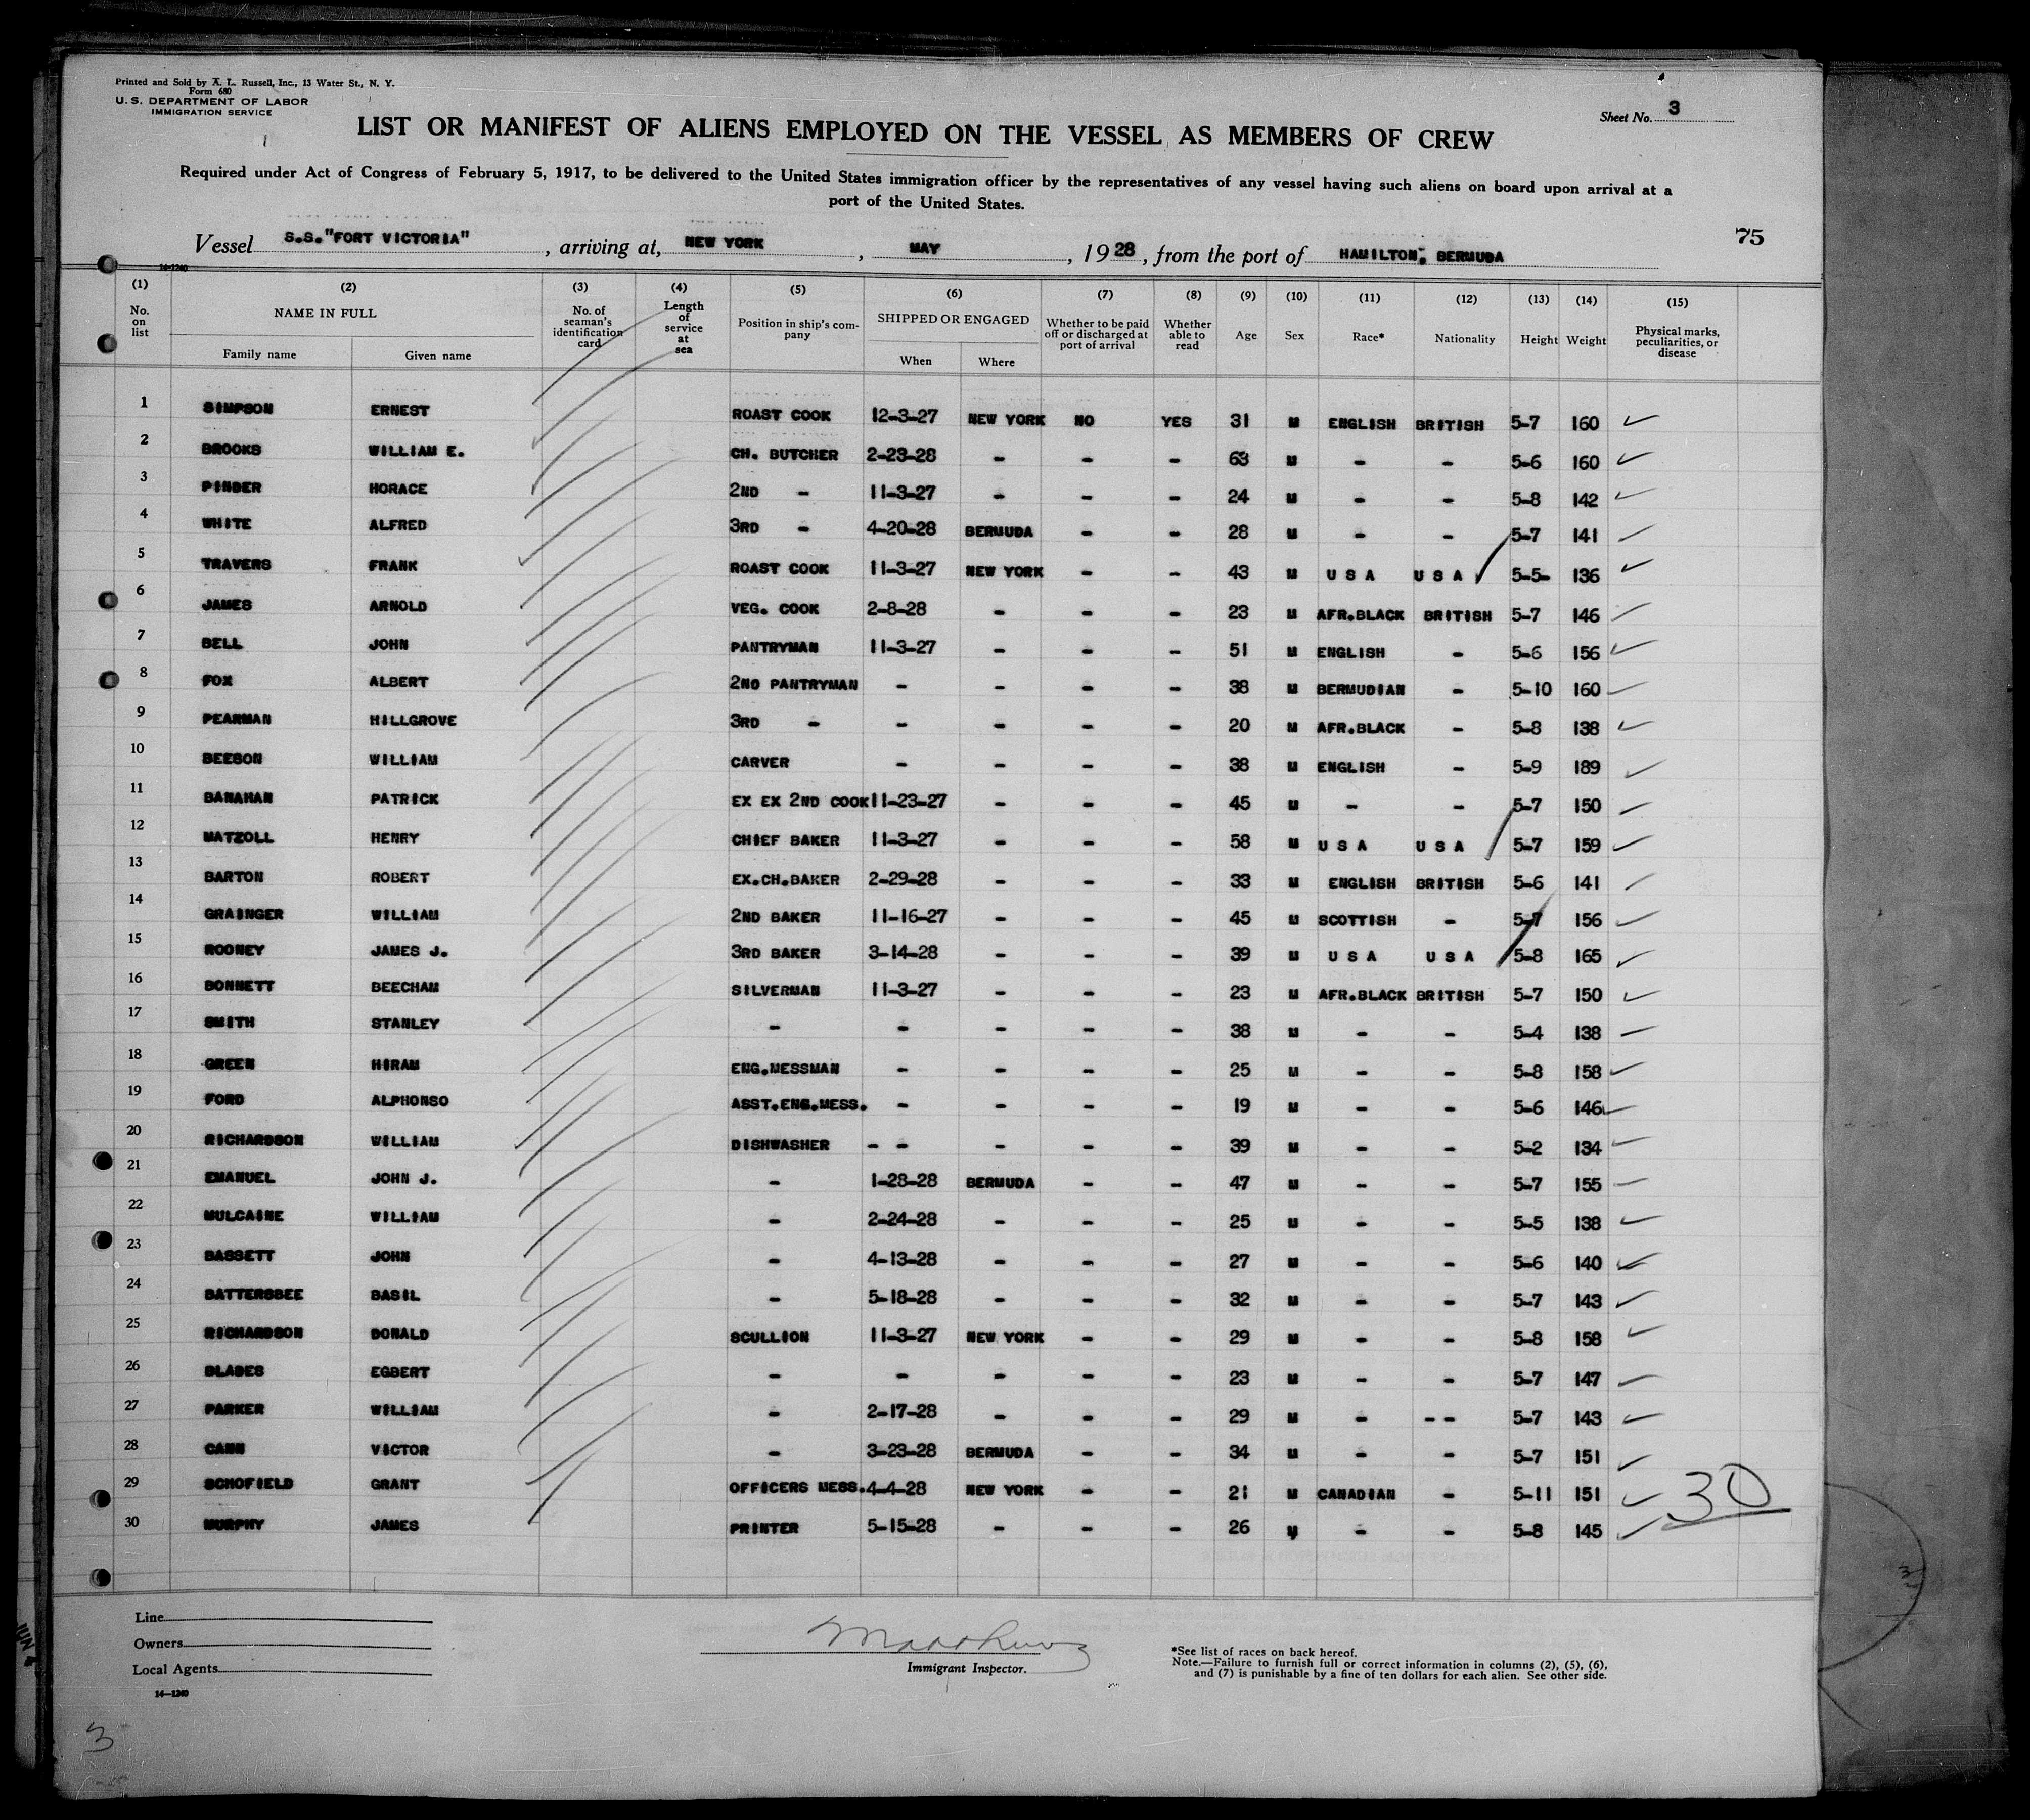 Printed and Sold by A. L. Russell, Inc., 13 Water St., N. Y.
Form 680
U. S. DEPARTMENT OF LABOR
IMMIGRATION SERVICE
Sheet No. 3
LIST OR MANIFEST OF ALIENS EMPLOYED ON THE VESSEL AS MEMBERS OF CREW
Required under Act of Congress of February 5, 1917, to be delivered to the United States immigration officer by the representatives of any vessel having such aliens on board upon arrival at a
port of the United States.
75
Vessel S.S."FORT VICTORIA", arriving at, NEW YORK, MAY, 1928, from the port of HAMILTON, BERMUDA
14-1240
(1) (2) (3) (4) (5) (6) (7) (8) (9) (10) (11) (12) (13) (14) (15)
No. on list NAME IN FULL Family name Given name No. of seaman's identification card Length of service at sea Position in ship's company SHIPPED OR ENGAGED When Where Whether to be paid off or discharged at port of arrival Whether able to read Age Sex Race* Nationality Height Weight Physical marks, peculiarities, or disease
1 SIMPSON ERNEST ROAST COOK 12-3-27 NEW YORK NO YES 31 M ENGLISH BRITISH 5-7 160
2 BROOKS WILLIAM E. CH. BUTCHER 2-23-28 - - - 63 M - - 5-6 160
3 PINDER HORACE 2ND - 11-3-27 - - - 24 M - - 5-8 142
4 WHITE ALFRED 3RD - 4-20-28 BERMUDA - - 28 M - - 5-7 141
5 TRAVERS FRANK ROAST COOK 11-3-27 NEW YORK - - 43 M U S A U S A 5-5- 136
6 JAMES ARNOLD VEG. COOK 2-8-28 - - - 23 M AFR.BLACK BRITISH 5-7 146
7 BELL JOHN PANTRYMAN 11-3-27 - - - 51 M ENGLISH - 5-6 156
8 FOX ALBERT 2ND PANTRYMAN - - - - 38 M BERMUDIAN - 5-10 160
9 PEARMAN HILLGROVE 3RD - - - - - 20 M AFR.BLACK - 5-8 138
10 BEESON WILLIAM CARVER - - - - 38 M ENGLISH - 5-9 189
11 BANAHAN PATRICK EX EX 2ND COOK 11-23-27 - - - 45 M - - 5-7 150
12 MATZOLL HENRY CHIEF BAKER 11-3-27 - - - 58 M U S A U S A 5-7 159
13 BARTON ROBERT EX.CH.BAKER 2-29-28 - - - 33 M ENGLISH BRITISH 5-6 141
14 GRAINGER WILLIAM 2ND BAKER 11-16-27 - - - 45 M SCOTTISH - 5-7 156
15 ROONEY JAMES J. 3RD BAKER 3-14-28 - - - 39 M U S A U S A 5-8 165
16 BONNETT BEECHAM SILVERMAN 11-3-27 - - - 23 M AFR.BLACK BRITISH 5-7 150
17 SMITH STANLEY - - - - - 38 M - - 5-4 138
18 GREEN HIRAM ENG.MESSMAN - - - - 25 M - - 5-8 158
19 FORD ALPHONSO ASST.ENG.MESS. - - - - 19 M - - 5-6 146
20 RICHARDSON WILLIAM DISHWASHER - - - - - 39 M - - 5-2 134
21 EMANUEL JOHN J. - 1-28-28 BERMUDA - - 47 M - - 5-7 155
22 MULCAINE WILLIAM - 2-24-28 - - - 25 M - - 5-5 138
23 BASSETT JOHN - 4-13-28 - - - 27 M - - 5-6 140
24 BATTERSBEE BASIL - 5-18-28 - - - 32 M - - 5-7 143
25 RICHARDSON DONALD SCULLION 11-3-27 NEW YORK - - 29 M - - 5-8 158
26 BLADES EGBERT - - - - - 23 M - - 5-7 147
27 PARKER WILLIAM - 2-17-28 - - - 29 M - - - 5-7 143
28 CANN VICTOR - 3-23-28 BERMUDA - - 34 M - - 5-7 151
29 SCHOFIELD GRANT OFFICERS MESS. 4-4-28 NEW YORK - - 21 M CANADIAN - 5-11 151
30 MURPHY JAMES PRINTER 5-15-28 - - - 26 M - - 5-8 145
30
Line
Owners
Local Agents
14-1240
Immigrant Inspector.
*See list of races on back hereof.
Note.—Failure to furnish full or correct information in columns (2), (5), (6),
and (7) is punishable by a fine of ten dollars for each alien. See other side.
3